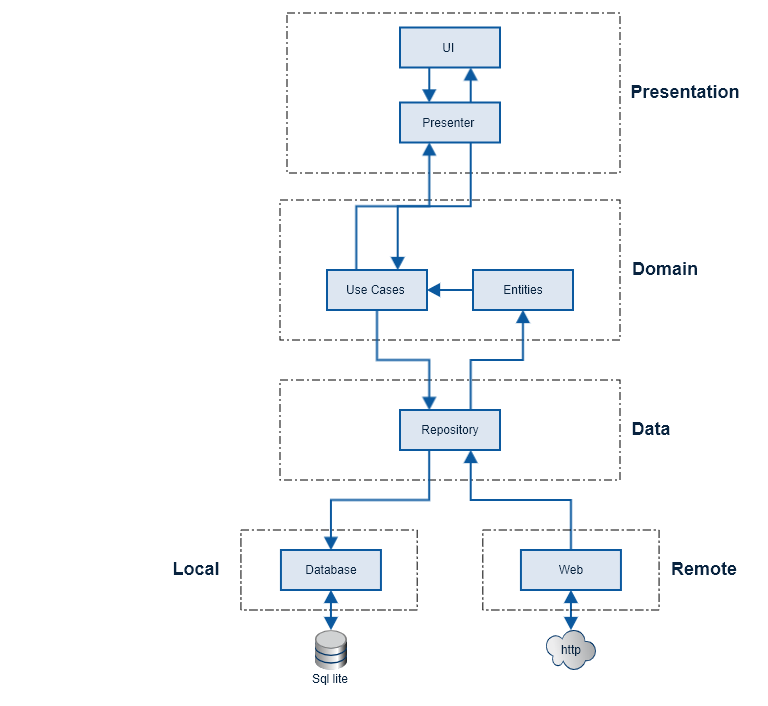 UI
Presentation
Presenter
Domain
Use Cases
Entities
Repository
Data
Local
Database
Web
Remote
http
Sql lite